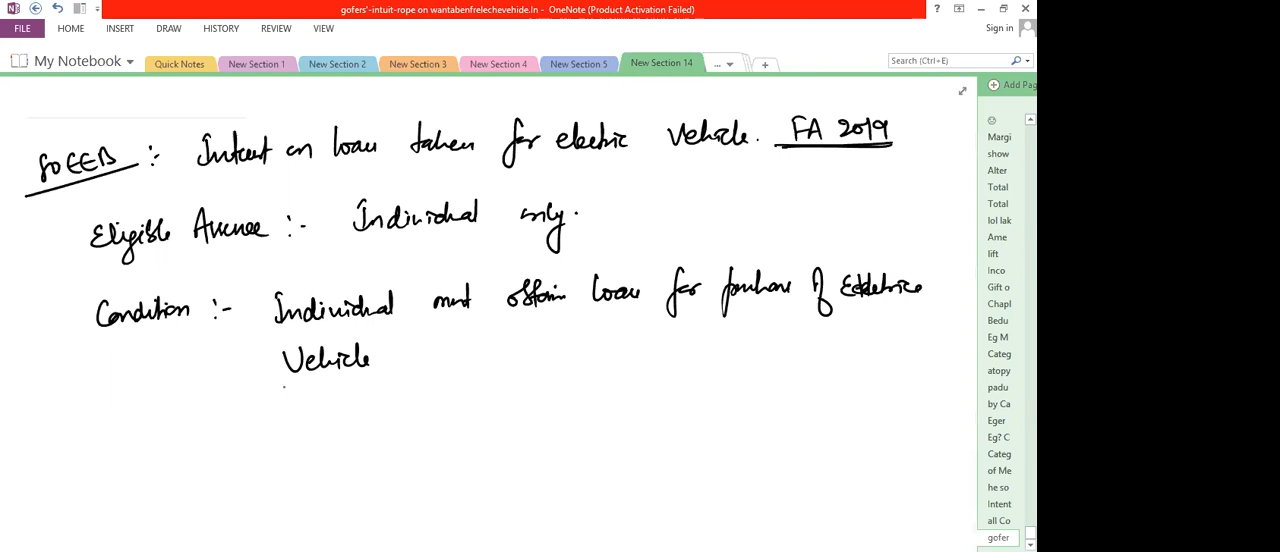 gofers'-intuit-rope on wantabenfrelechevehide.ln - OneNote (Product Activation Failed)
Sign in
FILE HOME INSERT DRAW HISTORY REVIEW VIEW
My Notebook Quick Notes New Section 1 New Section 2 New Section 3 New Section 4 New Section 5 New Section 14 ... + Search (Ctrl+E)
Add Pag
80EEB :- Interest on loan taken for electric Vehicle. FA 2019
Eligible Assessee :- Individual only.
Condition :- Individual must obtain loan for purchase of Electric
Vehicle
Margi
show
Alter
Total
Total
lol lak
Ame
lift
Inco
Gift o
Chapl
Bedu
Eg M
Categ
atopy
padu
by Ca
Eger
Eg? C
Categ
of Me
he so
Intent
all Co
gofer